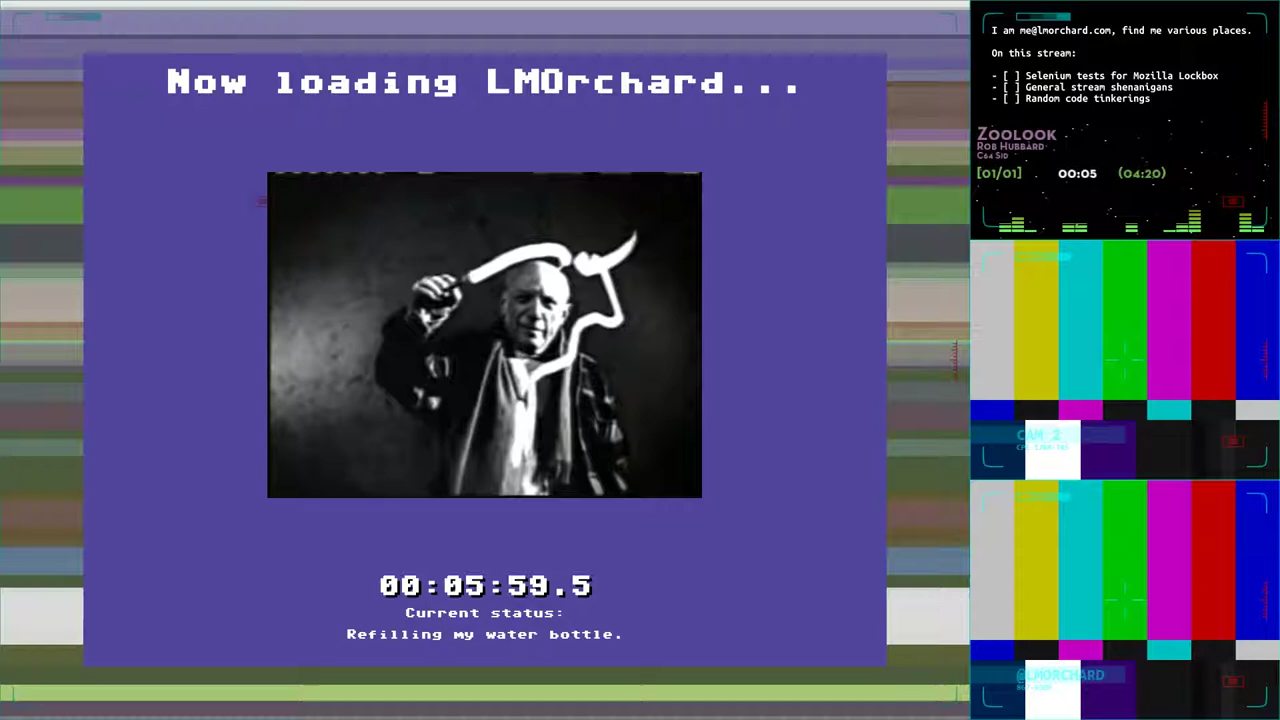 Now loading LMOrchard...
00:05:59.5
Current status:
Refilling my water bottle.
I am me@lmorchard.com, find me various places.
On this stream:
- [ ] Selenium tests for Mozilla Lockbox
- [ ] General stream shenanigans
- [ ] Random code tinkerings
Zoolook
Rob Hubbard
C64 Sid
[01/01] 00:05 (04:20)
CAM 2
@LMORCHARD